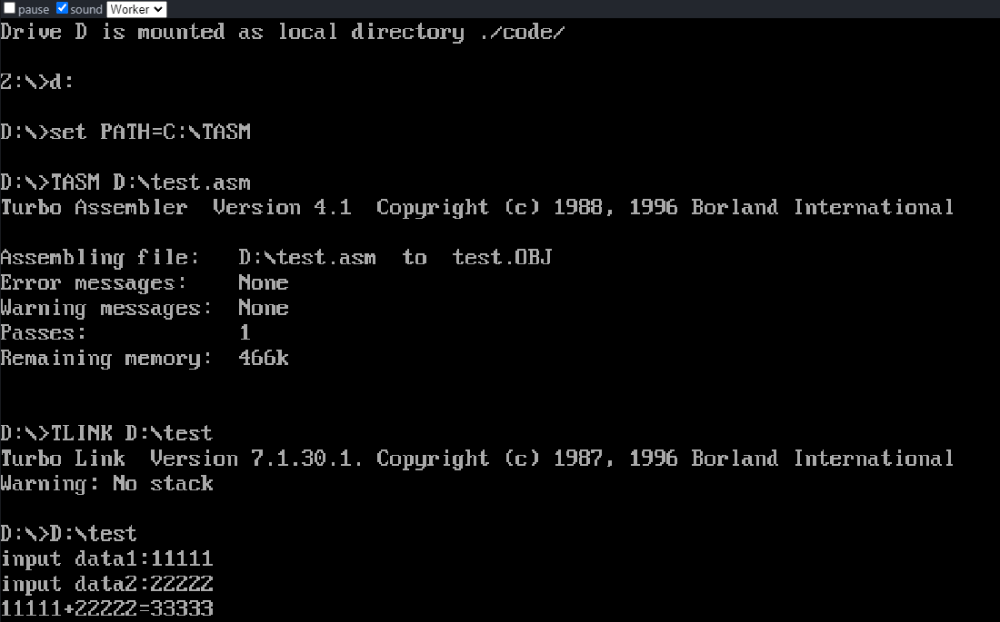 pause sound Worker
Drive D is mounted as local directory ./code/
Z:\>d:
D:\>set PATH=C:\TASM
D:\>TASM D:\test.asm
Turbo Assembler  Version 4.1  Copyright (c) 1988, 1996 Borland International
Assembling file:   D:\test.asm  to  test.OBJ
Error messages:    None
Warning messages:  None
Passes:            1
Remaining memory:  466k
D:\>TLINK D:\test
Turbo Link  Version 7.1.30.1. Copyright (c) 1987, 1996 Borland International
Warning: No stack
D:\>D:\test
input data1:11111
input data2:22222
11111+22222=33333